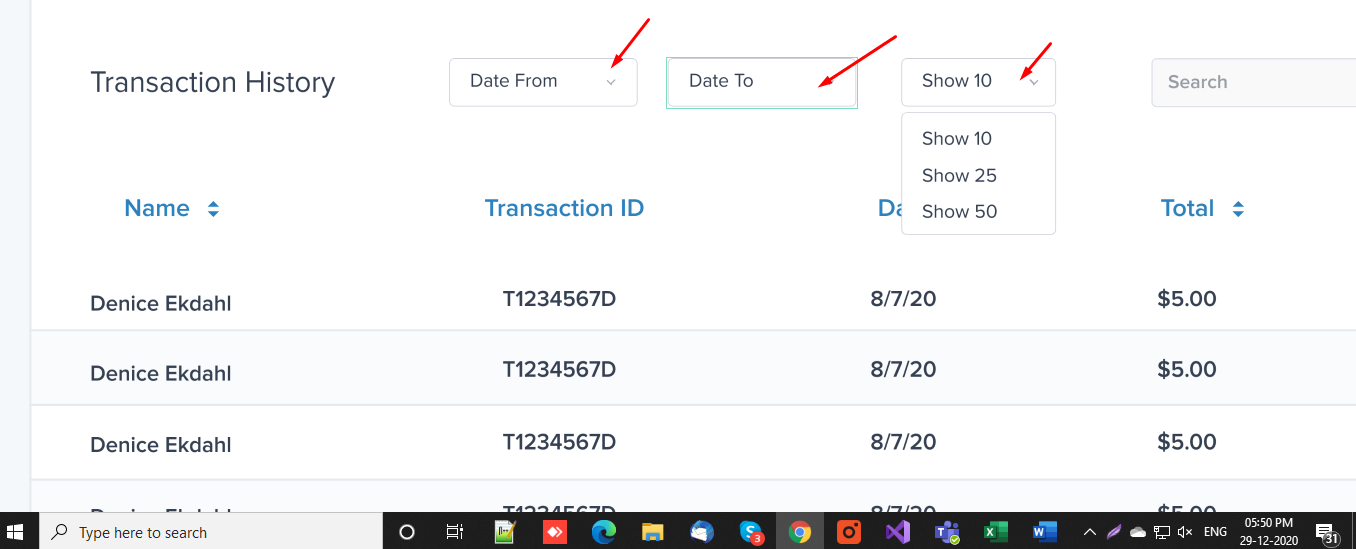 Transaction History
Date From
Date To
Show 10
Search
Show 10
Show 25
Show 50
Name
Transaction ID
Total
Denice Ekdahl
T1234567D
8/7/20
$5.00
Denice Ekdahl
T1234567D
8/7/20
$5.00
Denice Ekdahl
T1234567D
8/7/20
$5.00
Type here to search
3
ENG
05:50 PM
29-12-2020
31